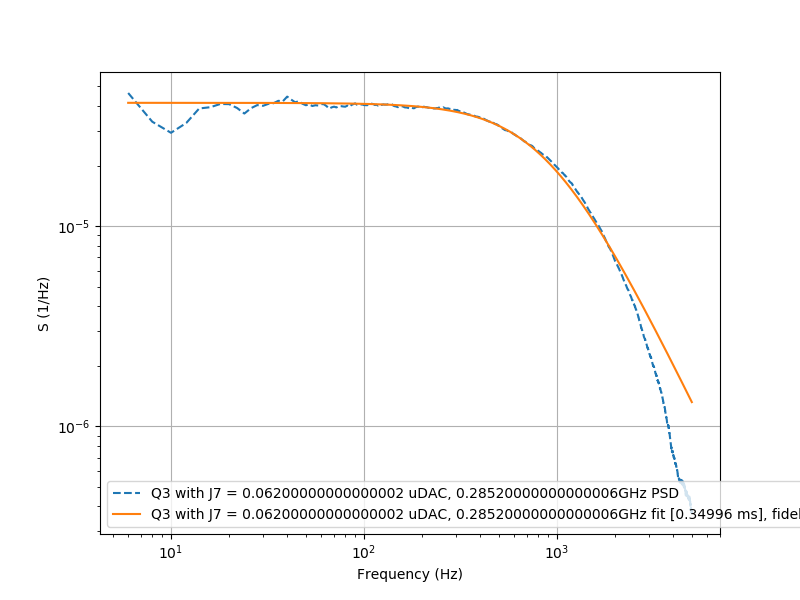 S (1/Hz)
10⁻⁵
10⁻⁶
Q3 with J7 = 0.06200000000000002 uDAC, 0.28520000000000006GHz PSD
Q3 with J7 = 0.06200000000000002 uDAC, 0.28520000000000006GHz fit [0.34996 ms], fidel
10¹ 10² 10³
Frequency (Hz)